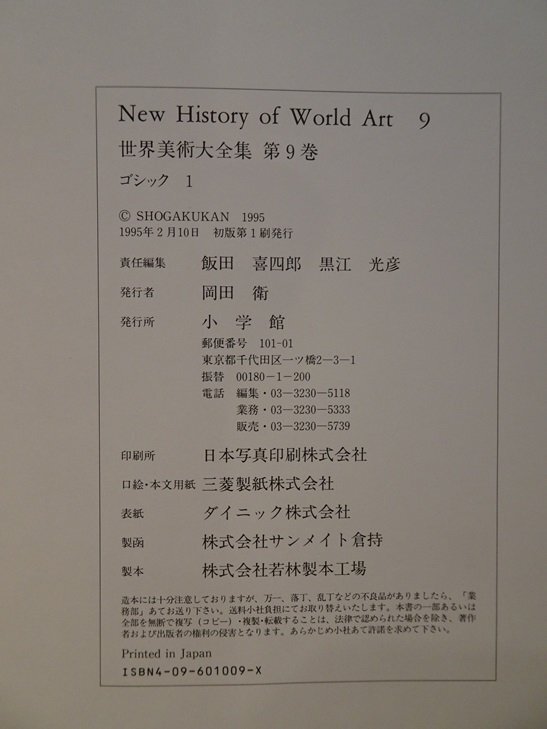 New History of World Art 9
世界美術大全集 第9巻
ゴシック 1
© SHOGAKUKAN 1995
1995年2月10日 初版第1刷発行
責任編集 飯田 喜四郎 黒江 光彦
発行者 岡田 衛
発行所 小 学 館
郵便番号 101-01
東京都千代田区一ツ橋2-3-1
振替 00180-1-200
電話 編集・03-3230-5118
業務・03-3230-5333
販売・03-3230-5739
印刷所 日本写真印刷株式会社
口絵・本文用紙 三菱製紙株式会社
表紙 ダイニック株式会社
製函 株式会社サンメイト倉持
製本 株式会社若林製本工場
造本には十分注意しておりますが、万一、落丁、乱丁などの不良品がありましたら、「業
務部」あてお送り下さい。送料小社負担にてお取り替えいたします。本書の一部あるいは
全部を無断で複写（コピー）・複製・転載することは、法律で認められた場合を除き、著作
者および出版者の権利の侵害となります。あらかじめ小社あて許諾を求めて下さい。
Printed in Japan
ISBN4-09-601009-X